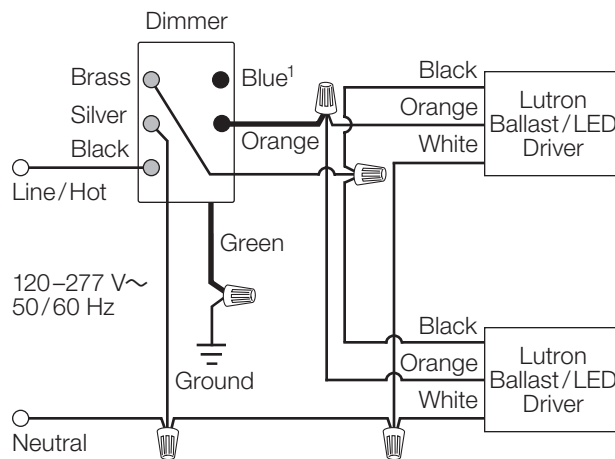 Dimmer
Brass
Blue¹
Silver
Orange
Black
Line/Hot
Green
120–277 V~
50/60 Hz
Ground
Neutral
Black
Orange
White
Lutron
Ballast/LED
Driver
Black
Orange
White
Lutron
Ballast/LED
Driver